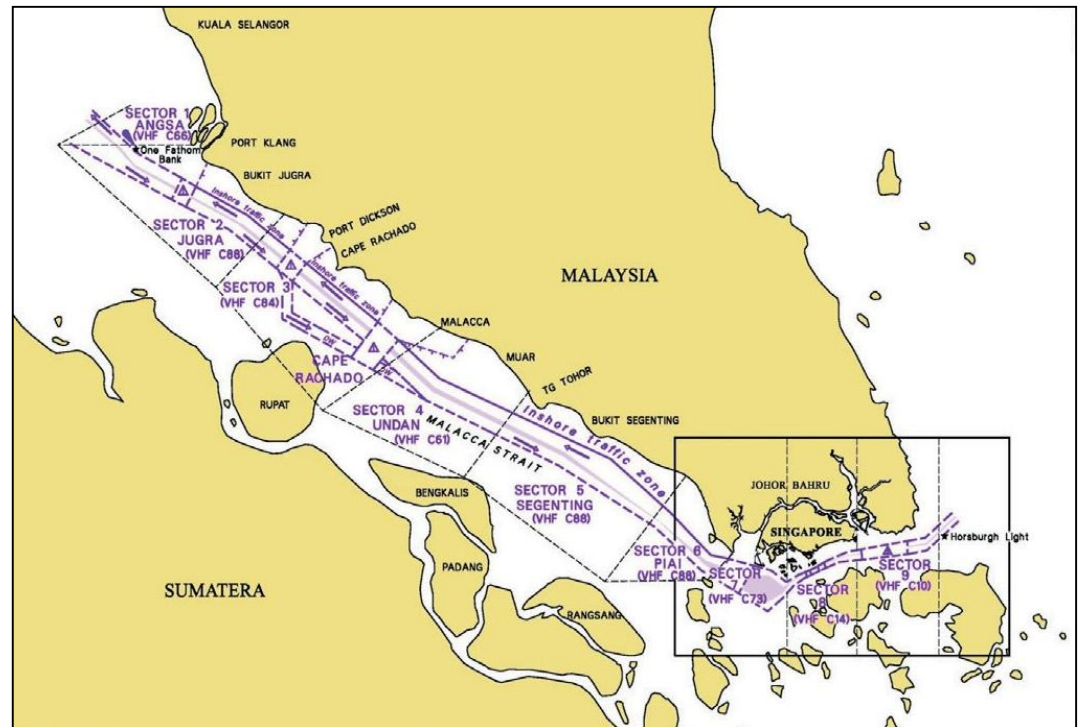 KUALA SELANGOR
SECTOR 1
ANGSA
(VHF C66)
One Fathom
Bank
PORT KLANG
BUKIT JUGRA
Inshore traffic zone
SECTOR 2
JUGRA
(VHF C88)
PORT DICKSON
CAPE RACHADO
Inshore traffic zone
SECTOR 3
(VHF C84)
DW
DW
CAPE
RACHADO
MALAYSIA
MALACCA
MUAR
TG TOHOR
RUPAT
SECTOR 4
UNDAN
(VHF C61)
MALACCA STRAIT
Inshore traffic zone
BUKIT SEGENTING
BENGKALIS
SECTOR 5
SEGENTING
(VHF C88)
JOHOR BAHRU
SINGAPORE
Horsburgh Light
SECTOR 6
PIAI
(VHF C88)
SECTOR
7
(VHF C73)
SECTOR
8
(VHF C14)
SECTOR
9
(VHF C10)
PADANG
SUMATERA
RANGSANG